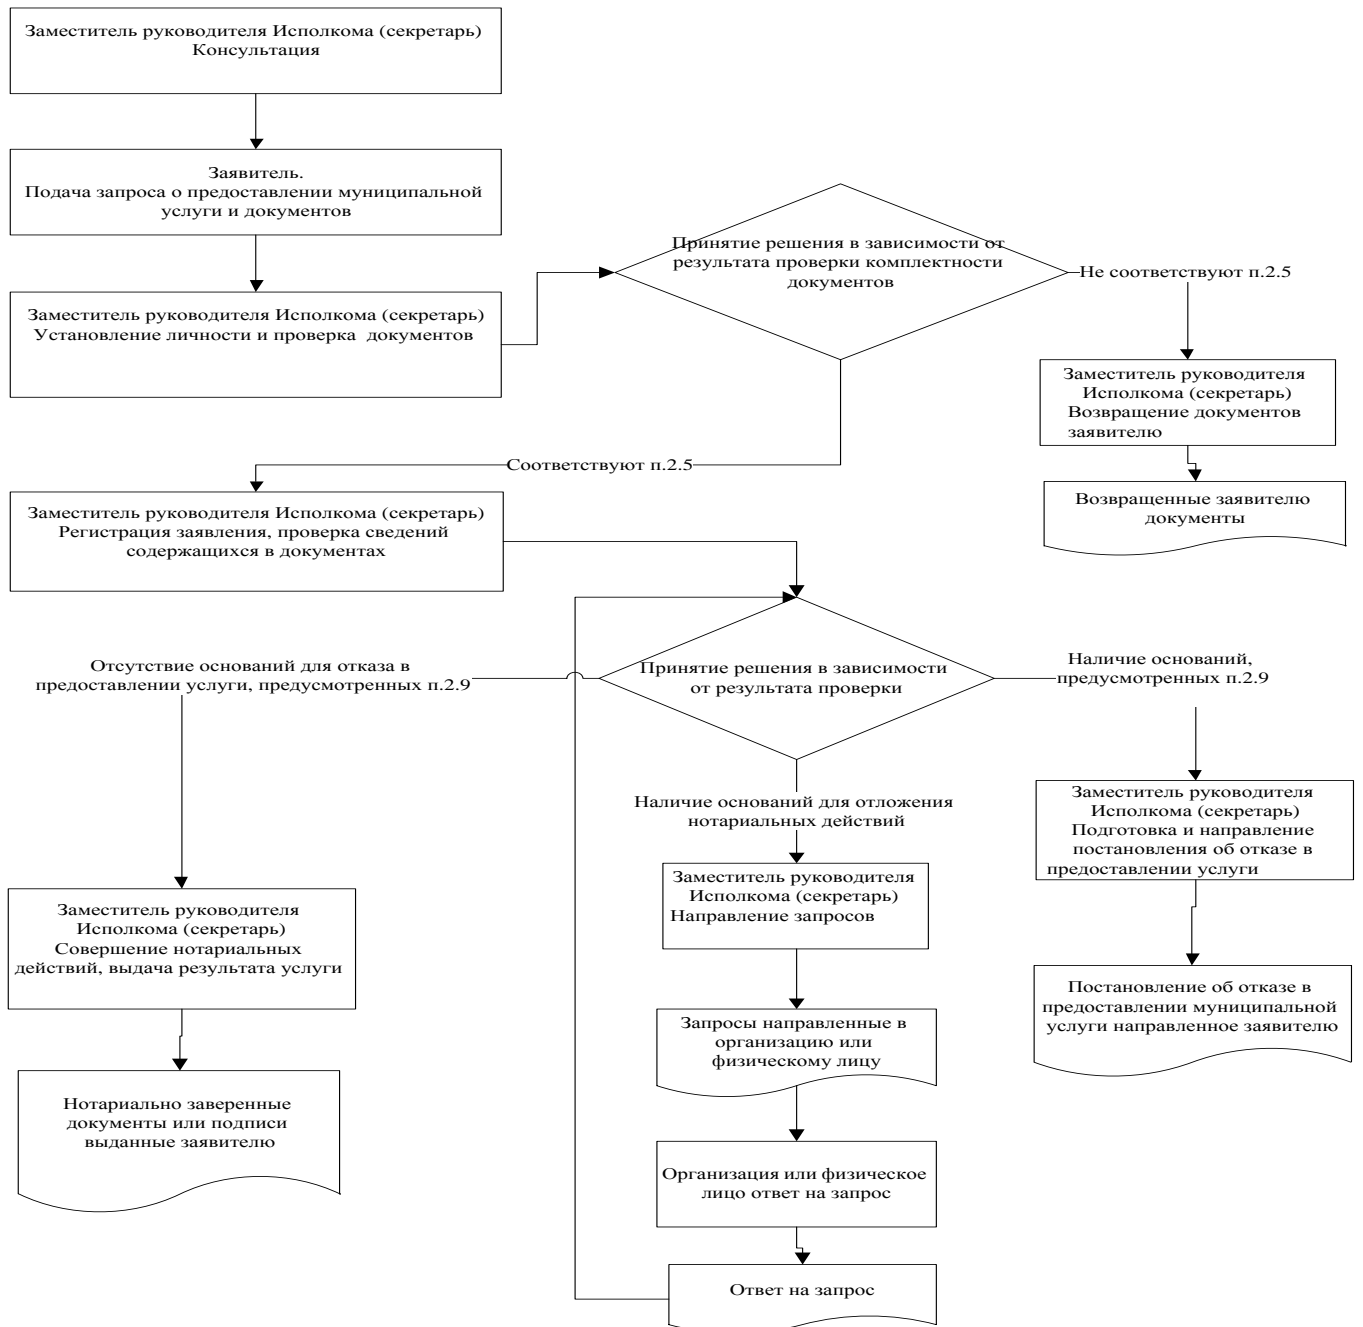 Заместитель руководителя Исполкома (секретарь)
Консультация
Заявитель.
Подача запроса о предоставлении муниципальной
услуги и документов
Заместитель руководителя Исполкома (секретарь)
Установление личности и проверка документов
Принятие решения в зависимости от
результата проверки комплектности
документов
Не соответствуют п.2.5
Заместитель руководителя
Исполкома (секретарь)
Возвращение документов
заявителю
Возвращенные заявителю
документы
Соответствуют п.2.5
Заместитель руководителя Исполкома (секретарь)
Регистрация заявления, проверка сведений
содержащихся в документах
Принятие решения в зависимости
от результата проверки
Отсутствие оснований для отказа в
предоставлении услуги, предусмотренных п.2.9
Наличие оснований,
предусмотренных п.2.9
Наличие оснований для отложения
нотариальных действий
Заместитель руководителя
Исполкома (секретарь)
Совершение нотариальных
действий, выдача результата услуги
Нотариально заверенные
документы или подписи
выданные заявителю
Заместитель руководителя
Исполкома (секретарь)
Направление запросов
Запросы направленные в
организацию или
физическому лицу
Организация или физическое
лицо ответ на запрос
Ответ на запрос
Заместитель руководителя
Исполкома (секретарь)
Подготовка и направление
постановления об отказе в
предоставлении услуги
Постановление об отказе в
предоставлении муниципальной
услуги направленное заявителю